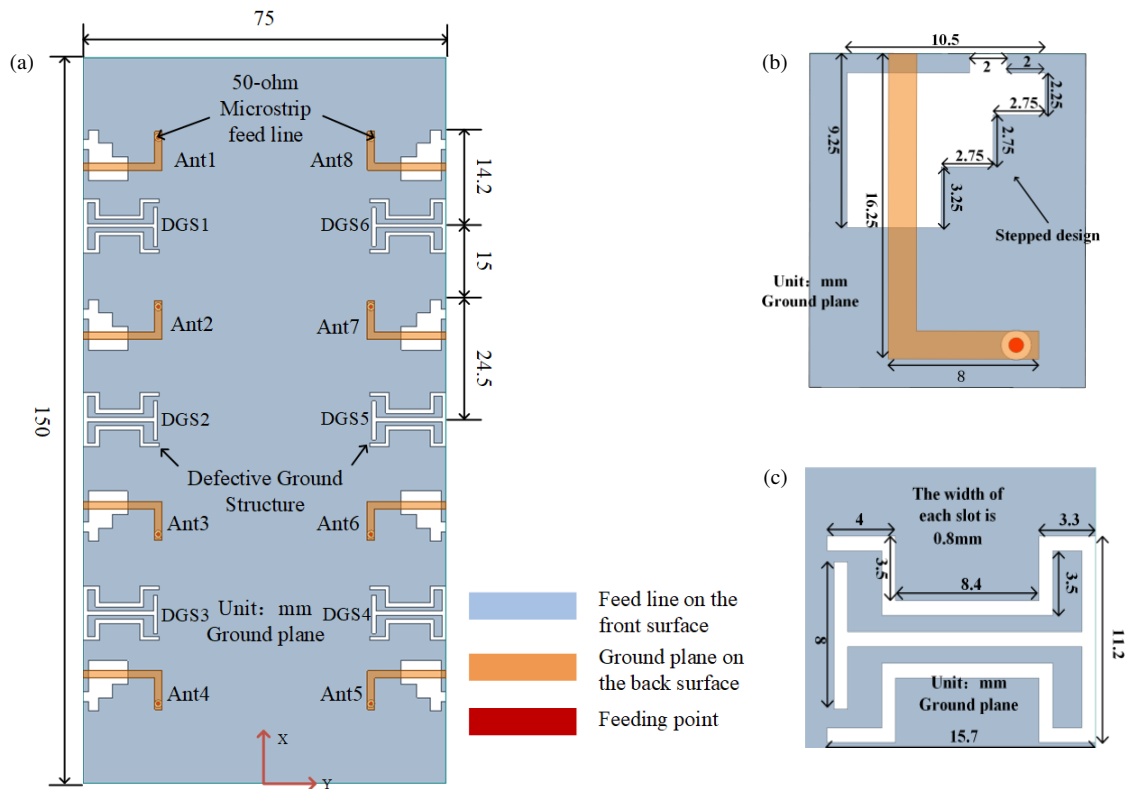 (a)
75
150
50-ohm
Microstrip
feed line
Ant1
Ant8
14.2
DGS1
DGS6
15
Ant2
Ant7
24.5
DGS2
DGS5
Defective Ground
Structure
Ant3
Ant6
DGS3
Unit: mm
Ground plane
DGS4
Ant4
Ant5
X
Y
Feed line on the
front surface
Ground plane on
the back surface
Feeding point
(b)
10.5
2
2
2.25
2.75
2.75
2.75
3.25
9.25
16.25
Stepped design
Unit: mm
Ground plane
8
(c)
The width of
each slot is
0.8mm
4
3.3
3.5
3.5
8.4
8
11.2
Unit: mm
Ground plane
15.7